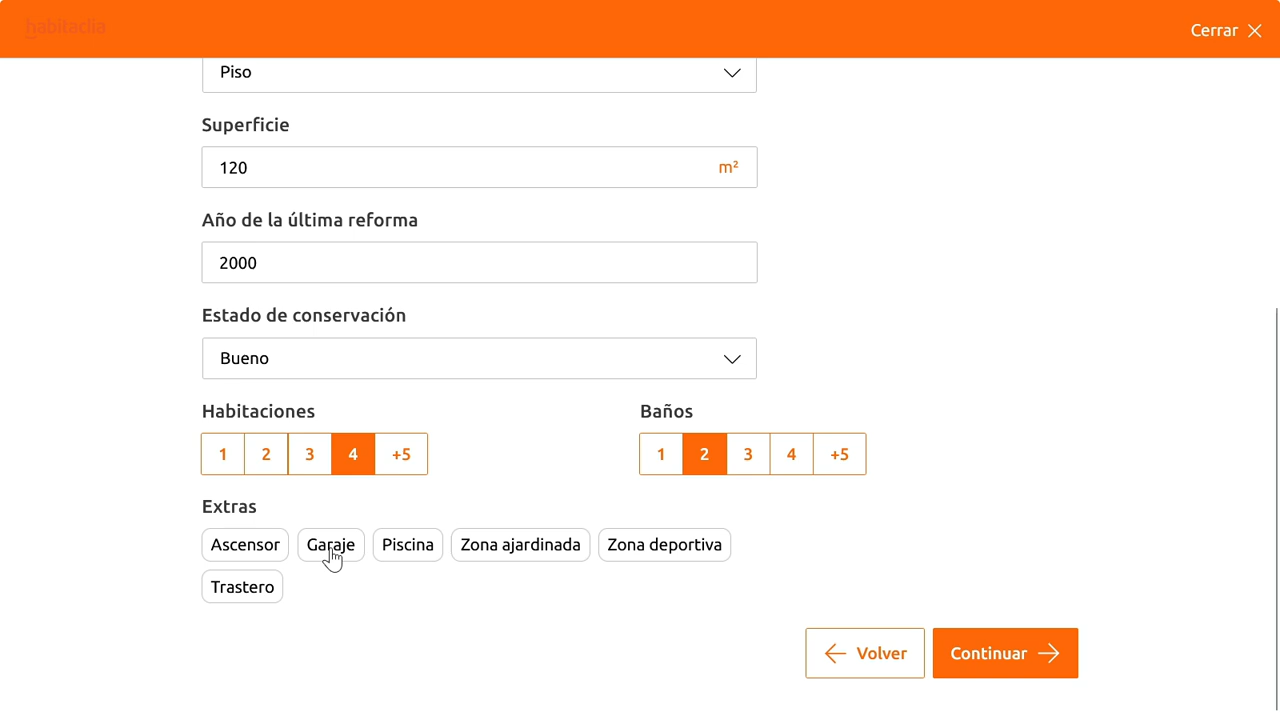 habitaclia
Cerrar
Piso
Superficie
120 m²
Año de la última reforma
2000
Estado de conservación
Bueno
Habitaciones Baños
1 2 3 4 +5 1 2 3 4 +5
Extras
Ascensor Garaje Piscina Zona ajardinada Zona deportiva
Trastero
Volver Continuar